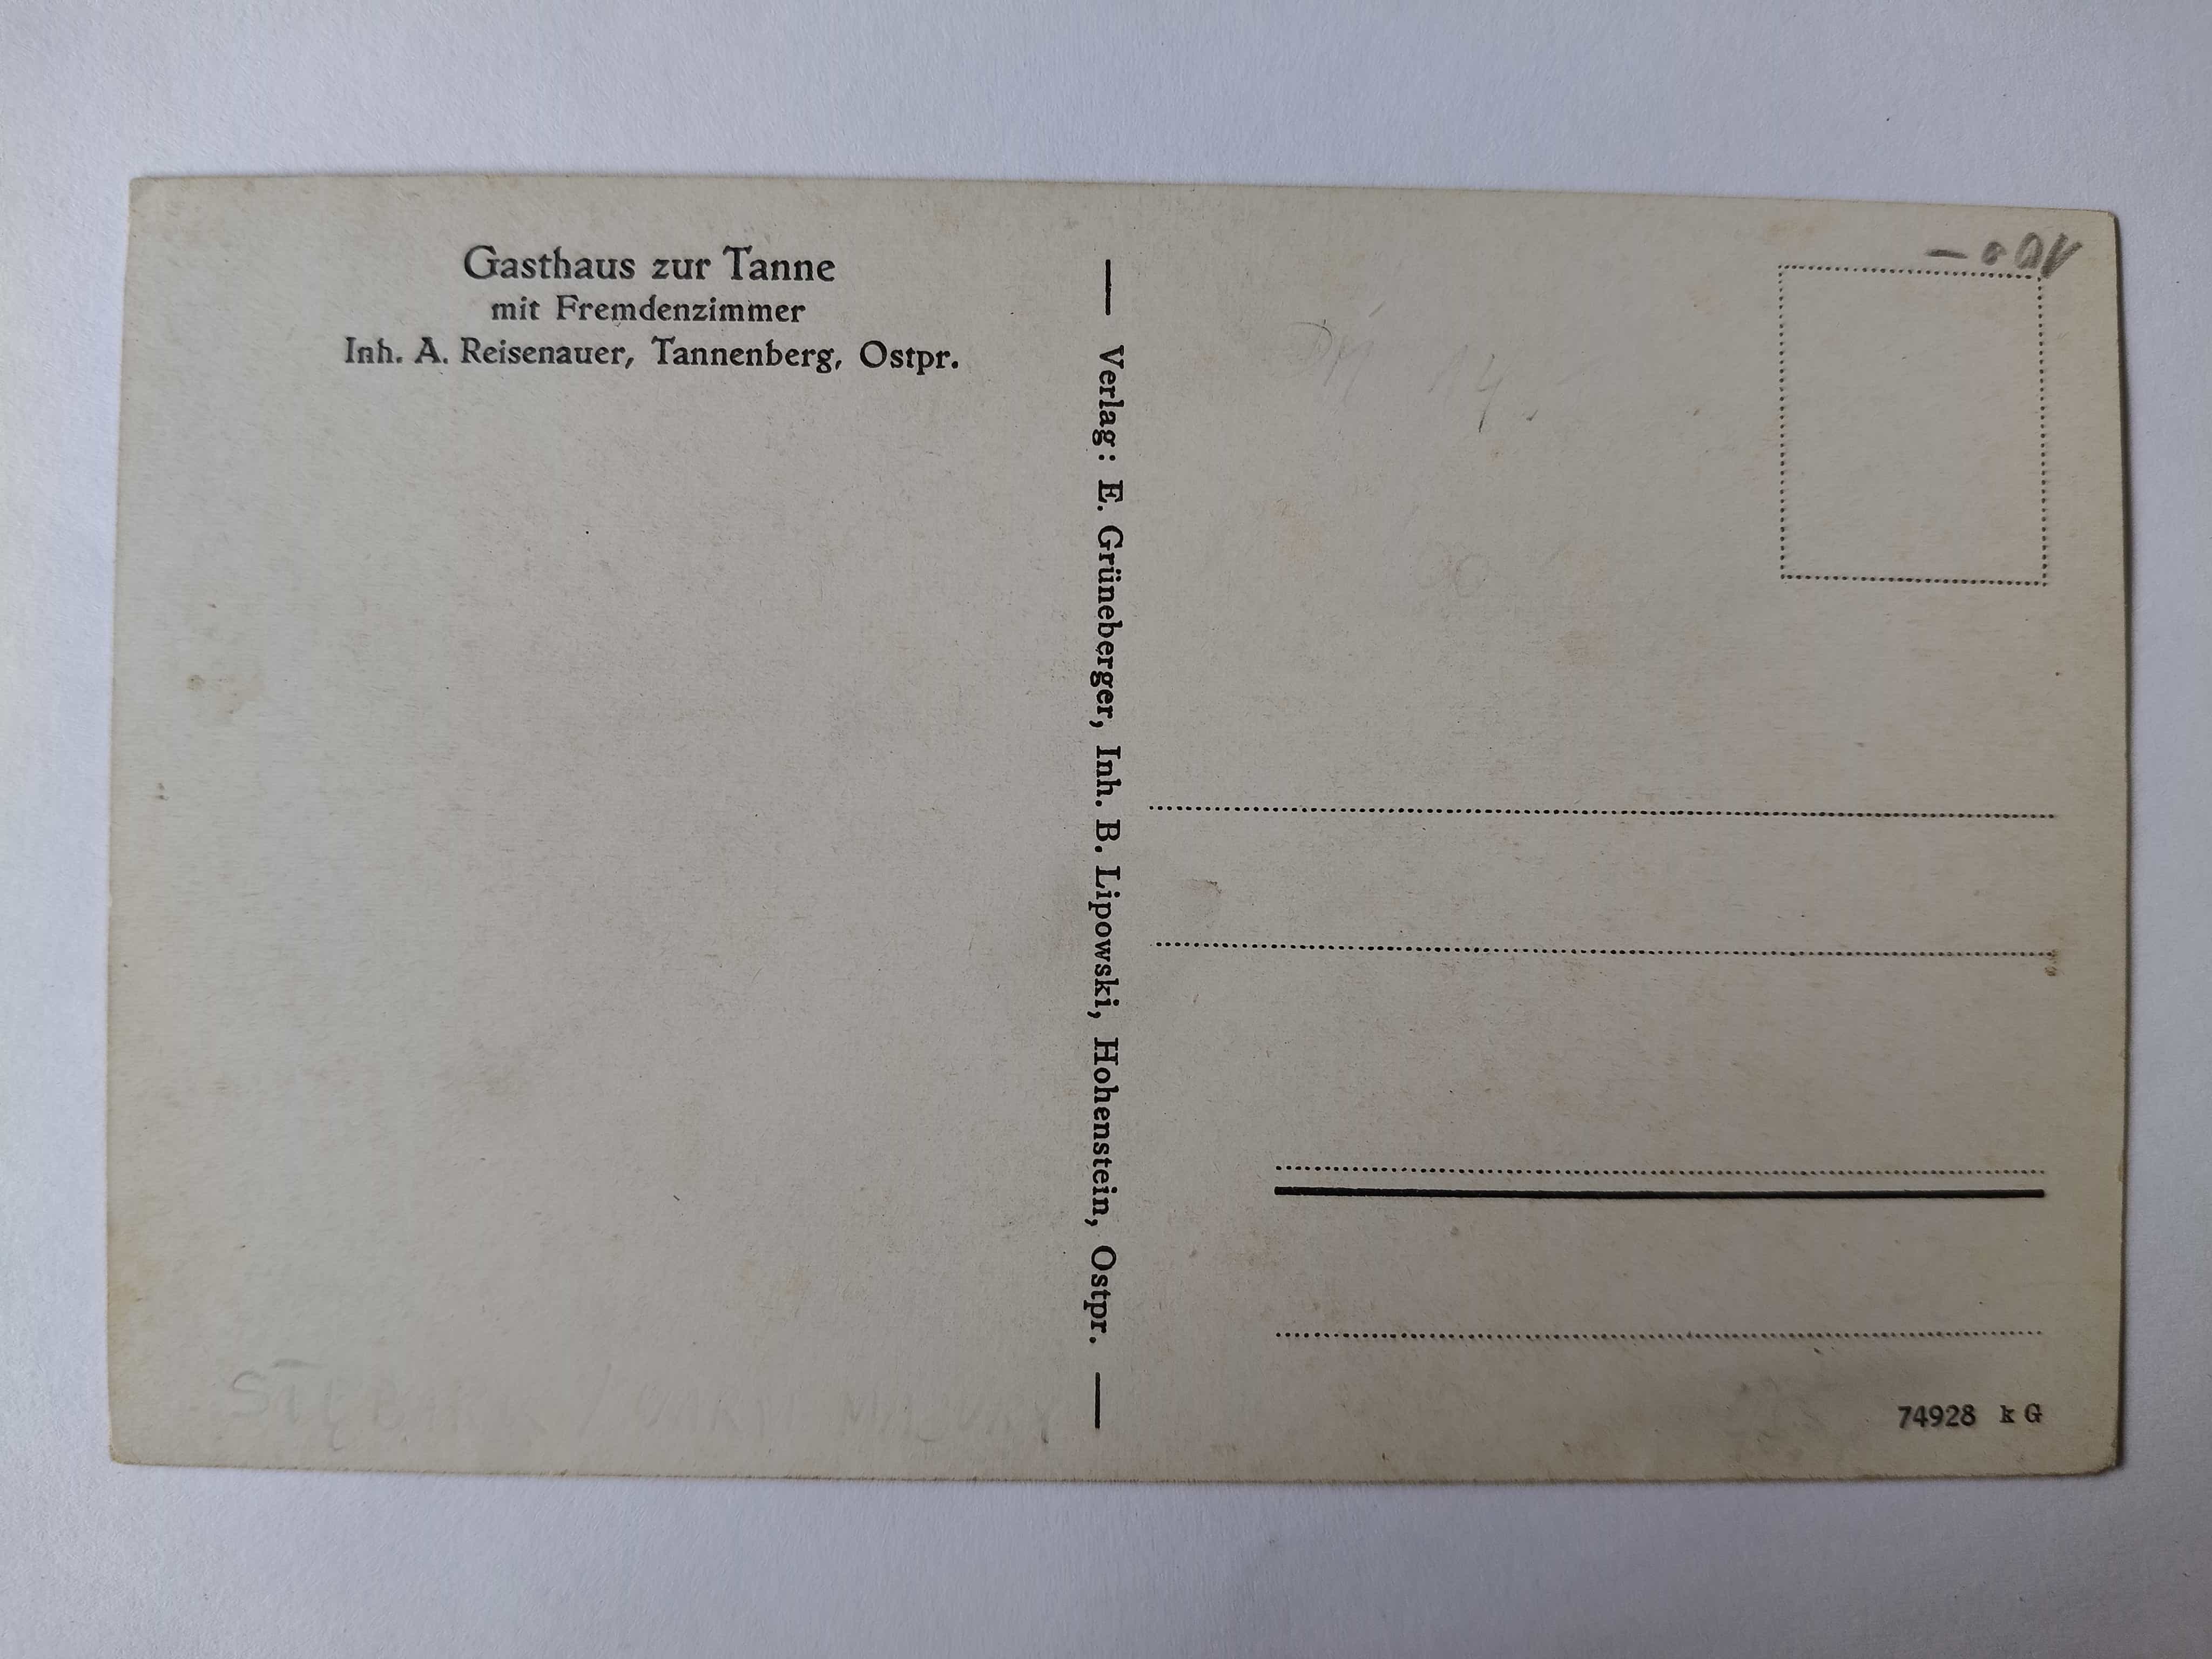 Gasthaus zur Tanne
mit Fremdenzimmer
Inh. A. Reisenauer, Tannenberg, Ostpr.
— Verlag: E. Grüneberger, Inh. B. Lipowski, Hohenstein, Ostpr. —
74928 k G